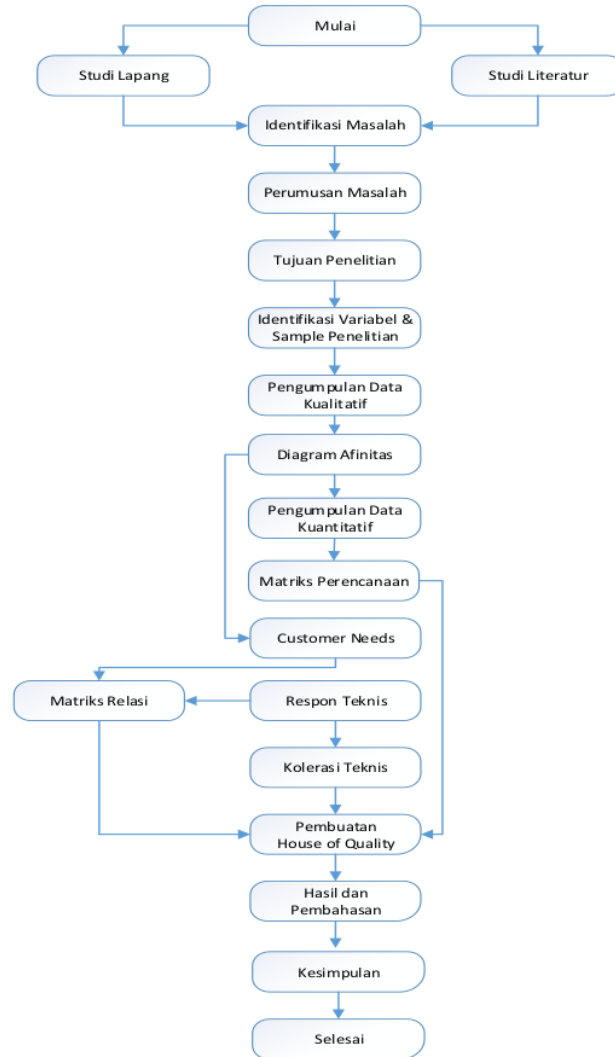 Mulai
Studi Lapang
Studi Literatur
Identifikasi Masalah
Perumusan Masalah
Tujuan Penelitian
Identifikasi Variabel &
Sample Penelitian
Pengumpulan Data
Kualitatif
Diagram Afinitas
Pengumpulan Data
Kuantitatif
Matriks Perencanaan
Customer Needs
Matriks Relasi
Respon Teknis
Kolerasi Teknis
Pembuatan
House of Quality
Hasil dan
Pembahasan
Kesimpulan
Selesai